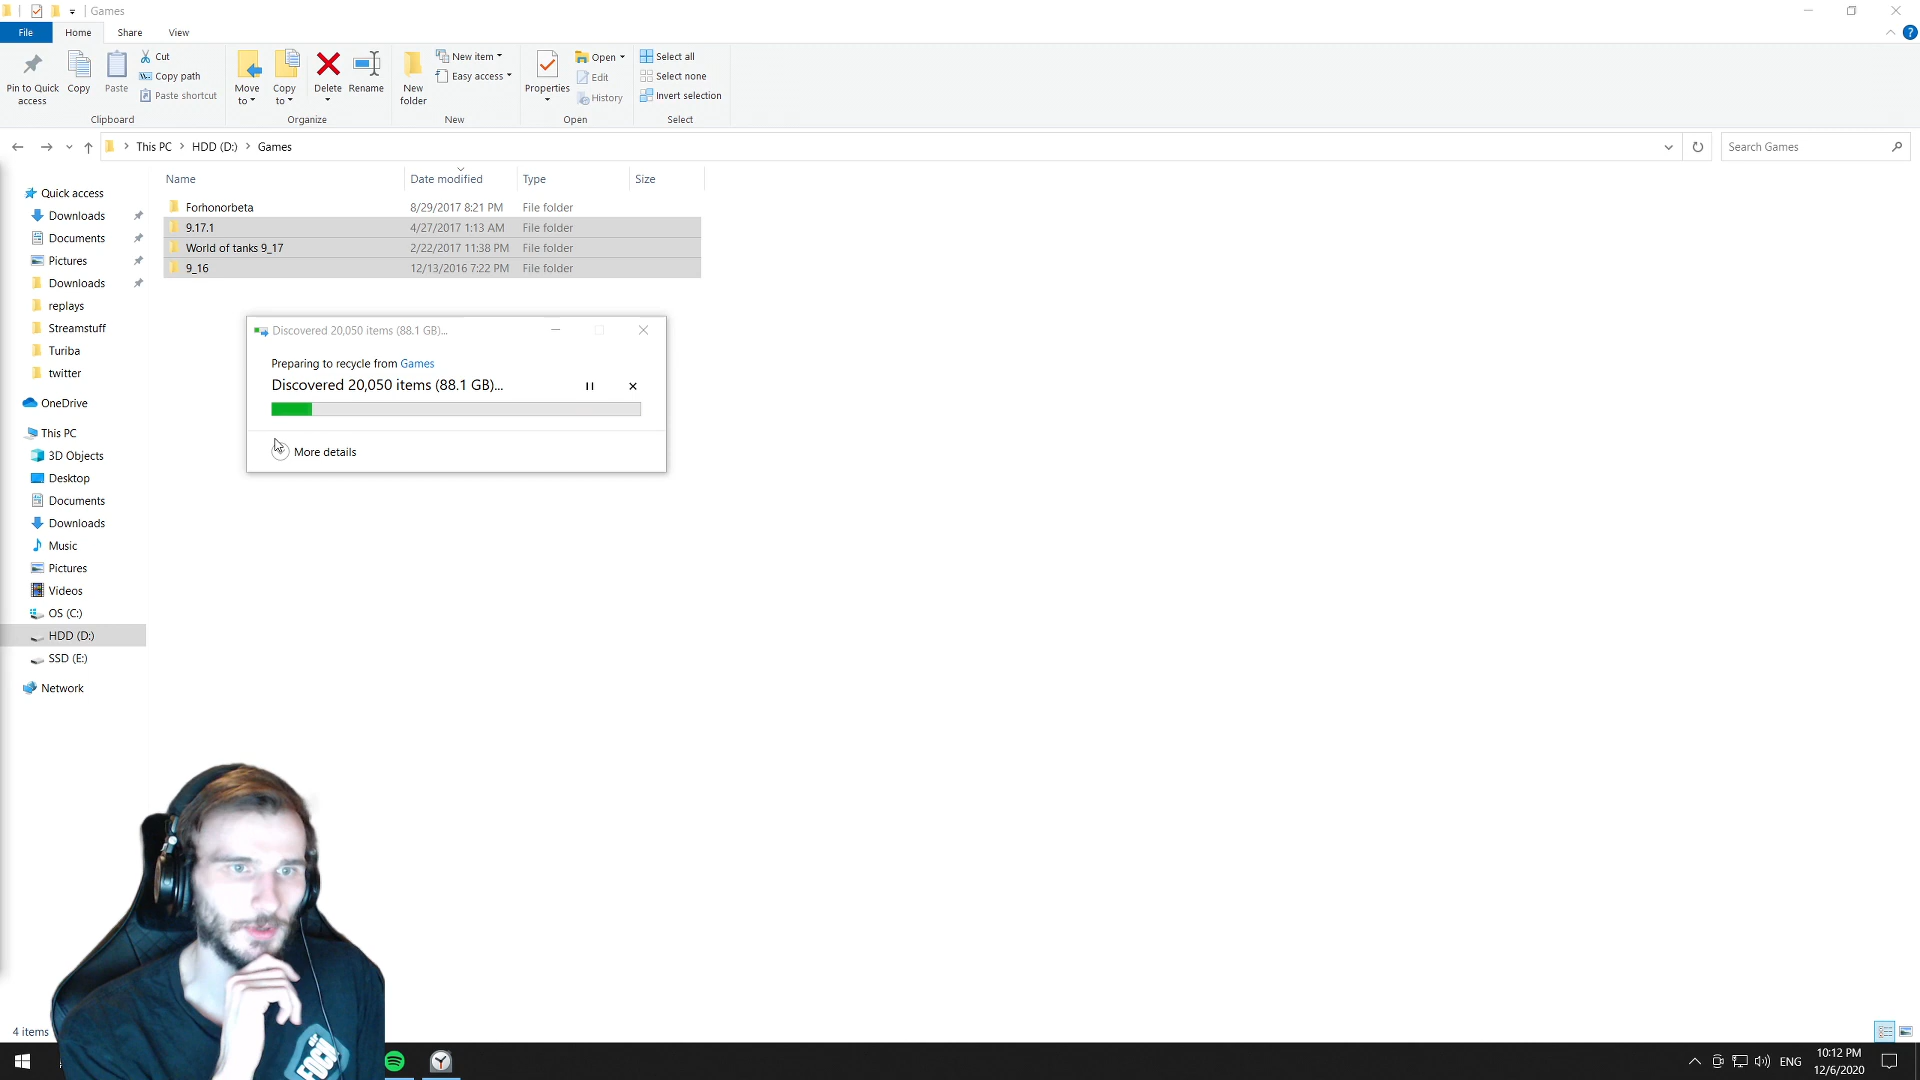 Games
File
Home
Share
View
Pin to Quick access
Copy
Paste
Cut
Copy path
Paste shortcut
Clipboard
Move to
Copy to
Delete
Rename
Organize
New folder
New item
Easy access
New
Properties
Open
Edit
History
Open
Select all
Select none
Invert selection
Select
This PC > HDD (D:) > Games
Search Games
Name Date modified Type Size
Forhonorbeta 8/29/2017 8:21 PM File folder
9.17.1 4/27/2017 1:13 AM File folder
World of tanks 9_17 2/22/2017 11:38 PM File folder
9_16 12/13/2016 7:22 PM File folder
Quick access
Downloads
Documents
Pictures
Downloads
replays
Streamstuff
Turiba
twitter
OneDrive
This PC
3D Objects
Desktop
Documents
Downloads
Music
Pictures
Videos
OS (C:)
HDD (D:)
SSD (E:)
Network
Discovered 20,050 items (88.1 GB)...
Preparing to recycle from Games
Discovered 20,050 items (88.1 GB)...
More details
4 items
ENG
10:12 PM
12/6/2020